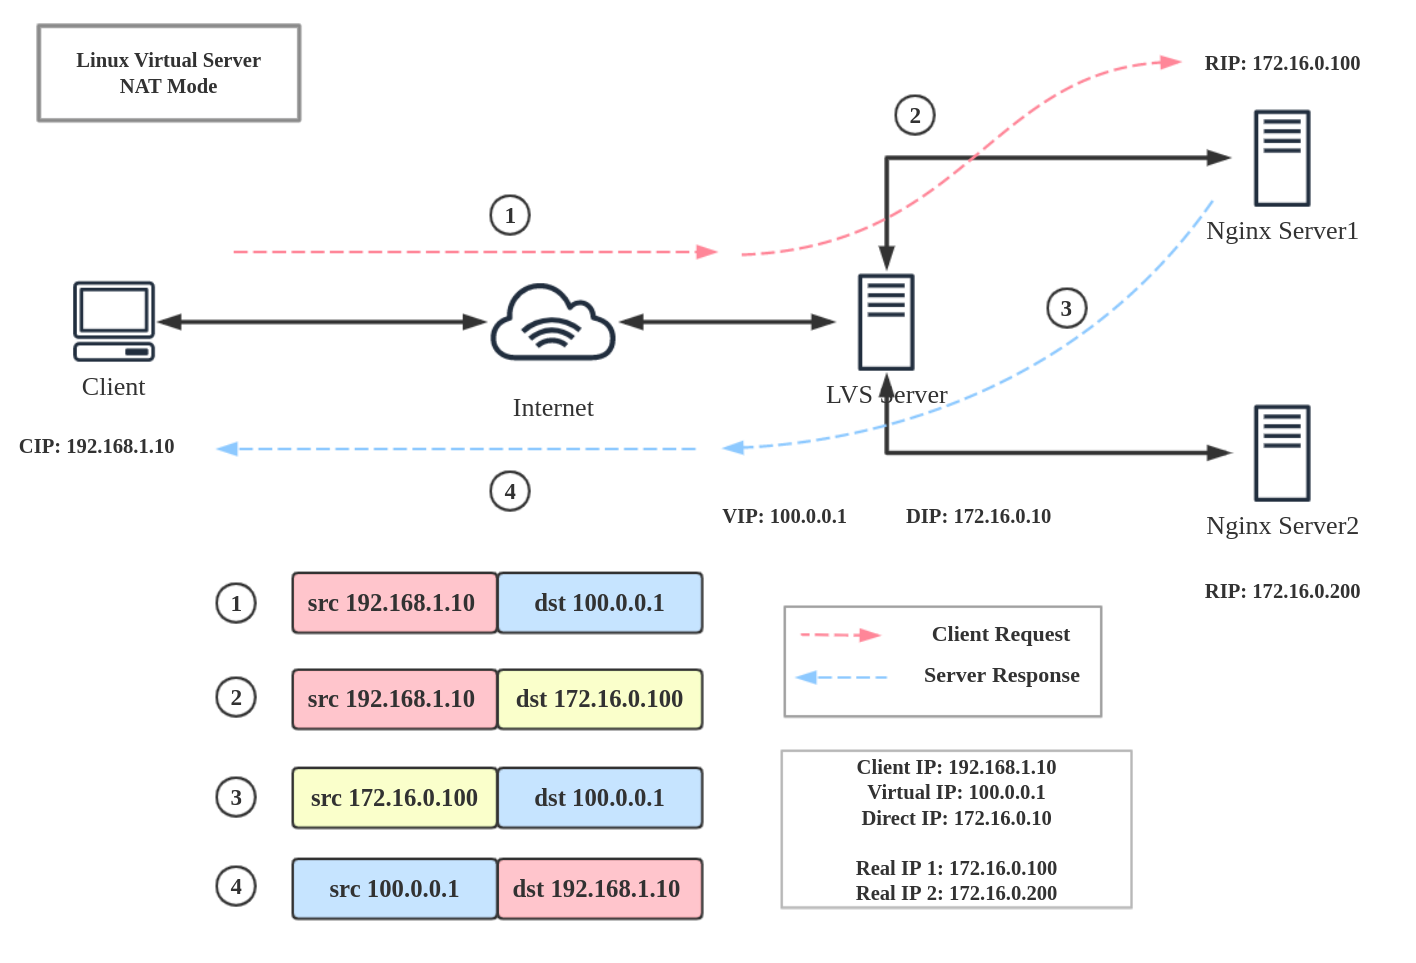 Linux Virtual Server
NAT Mode
RIP: 172.16.0.100
2
1
Nginx Server1
3
Client
LVS Server
Internet
CIP: 192.168.1.10
4
VIP: 100.0.0.1
DIP: 172.16.0.10
Nginx Server2
RIP: 172.16.0.200
1
src 192.168.1.10
dst 100.0.0.1
2
src 192.168.1.10
dst 172.16.0.100
3
src 172.16.0.100
dst 100.0.0.1
4
src 100.0.0.1
dst 192.168.1.10
Client Request
Server Response
Client IP: 192.168.1.10
Virtual IP: 100.0.0.1
Direct IP: 172.16.0.10
Real IP 1: 172.16.0.100
Real IP 2: 172.16.0.200